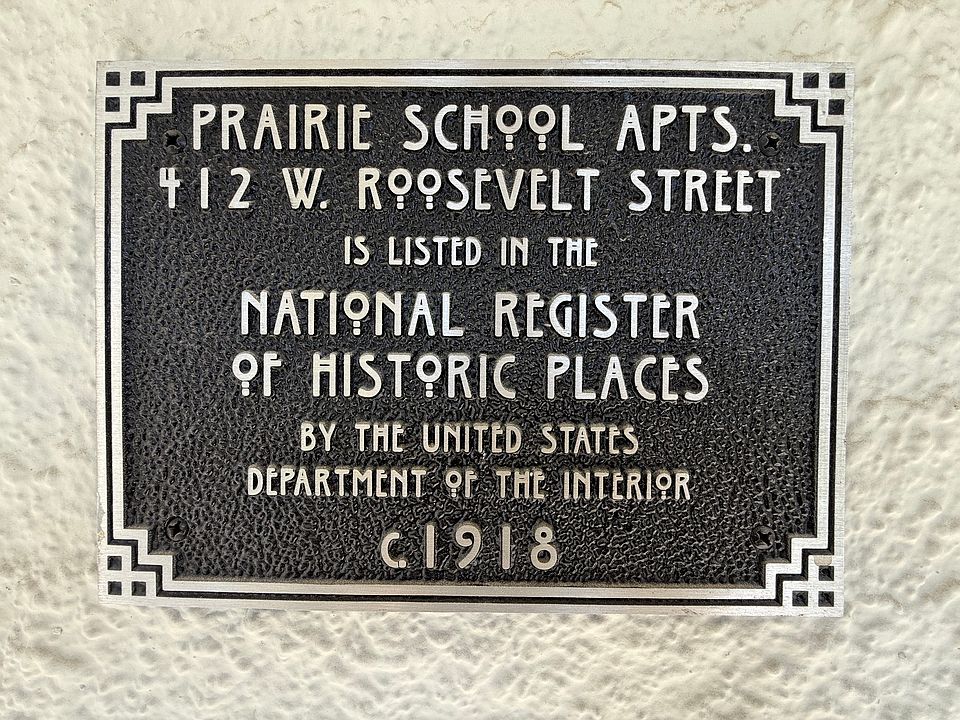 PRAIRIE SCHOOL APTS.
412 W. ROOSEVELT STREET
IS LISTED IN THE
NATIONAL REGISTER
OF HISTORIC PLACES
BY THE UNITED STATES
DEPARTMENT OF THE INTERIOR
c.1918